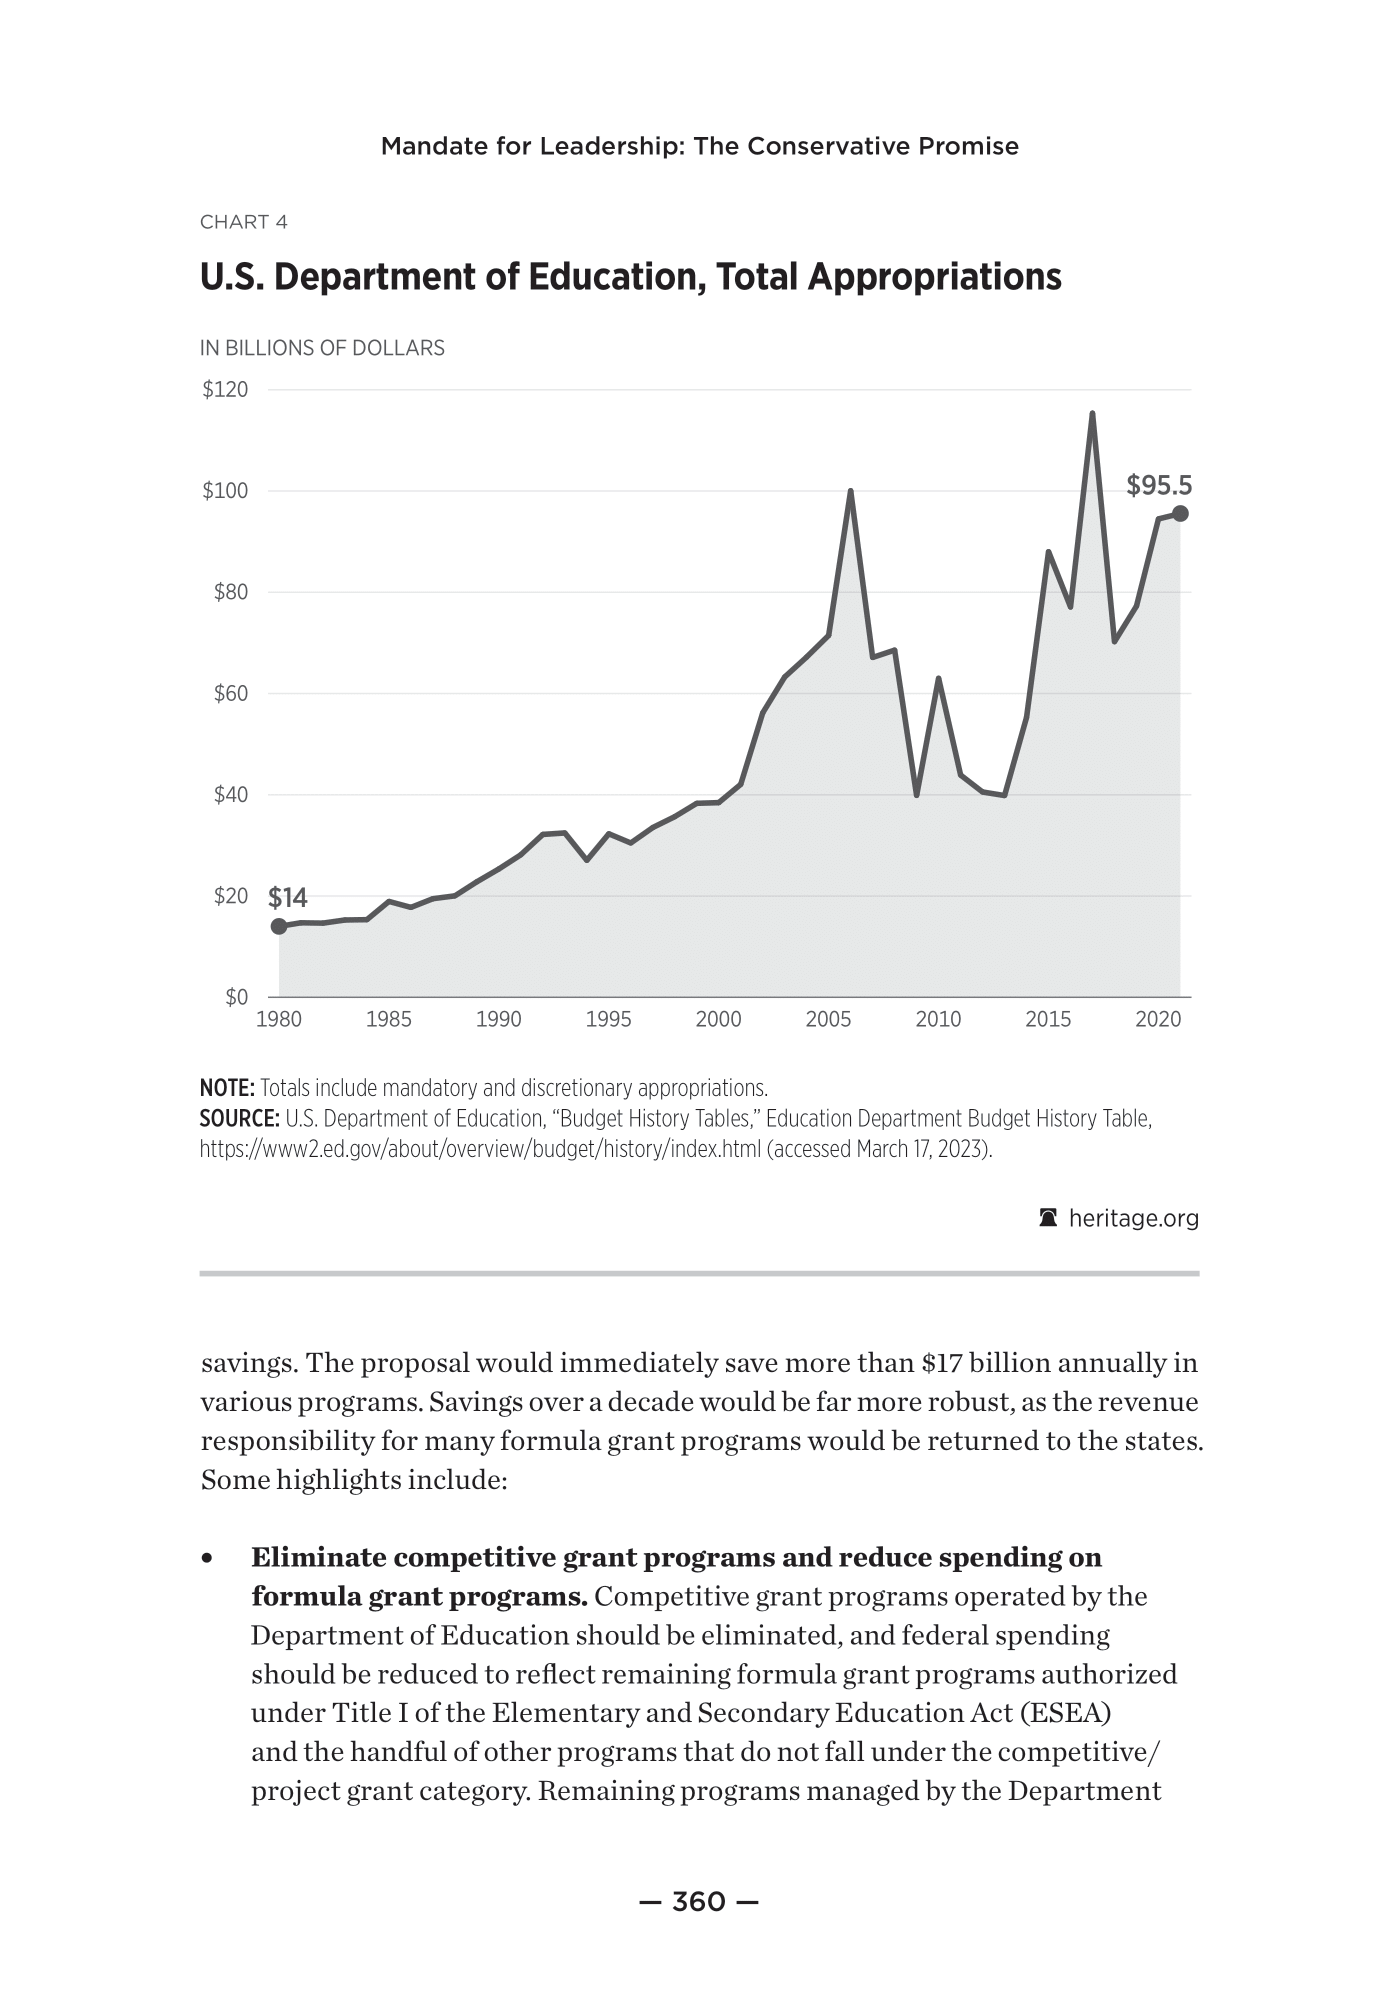 Mandate for Leadership: The Conservative Promise
CHART 4
U.S. Department of Education, Total Appropriations
IN BILLIONS OF DOLLARS
$120
$100
$95.5
$80
$60
$40
$20
$14
$0
1980 1985 1990 1995 2000 2005 2010 2015 2020
NOTE: Totals include mandatory and discretionary appropriations.
SOURCE: U.S. Department of Education, “Budget History Tables,” Education Department Budget History Table,
https://www2.ed.gov/about/overview/budget/history/index.html (accessed March 17, 2023).
heritage.org
savings. The proposal would immediately save more than $17 billion annually in
various programs. Savings over a decade would be far more robust, as the revenue
responsibility for many formula grant programs would be returned to the states.
Some highlights include:
• Eliminate competitive grant programs and reduce spending on
formula grant programs. Competitive grant programs operated by the
Department of Education should be eliminated, and federal spending
should be reduced to reflect remaining formula grant programs authorized
under Title I of the Elementary and Secondary Education Act (ESEA)
and the handful of other programs that do not fall under the competitive/
project grant category. Remaining programs managed by the Department
— 360 —